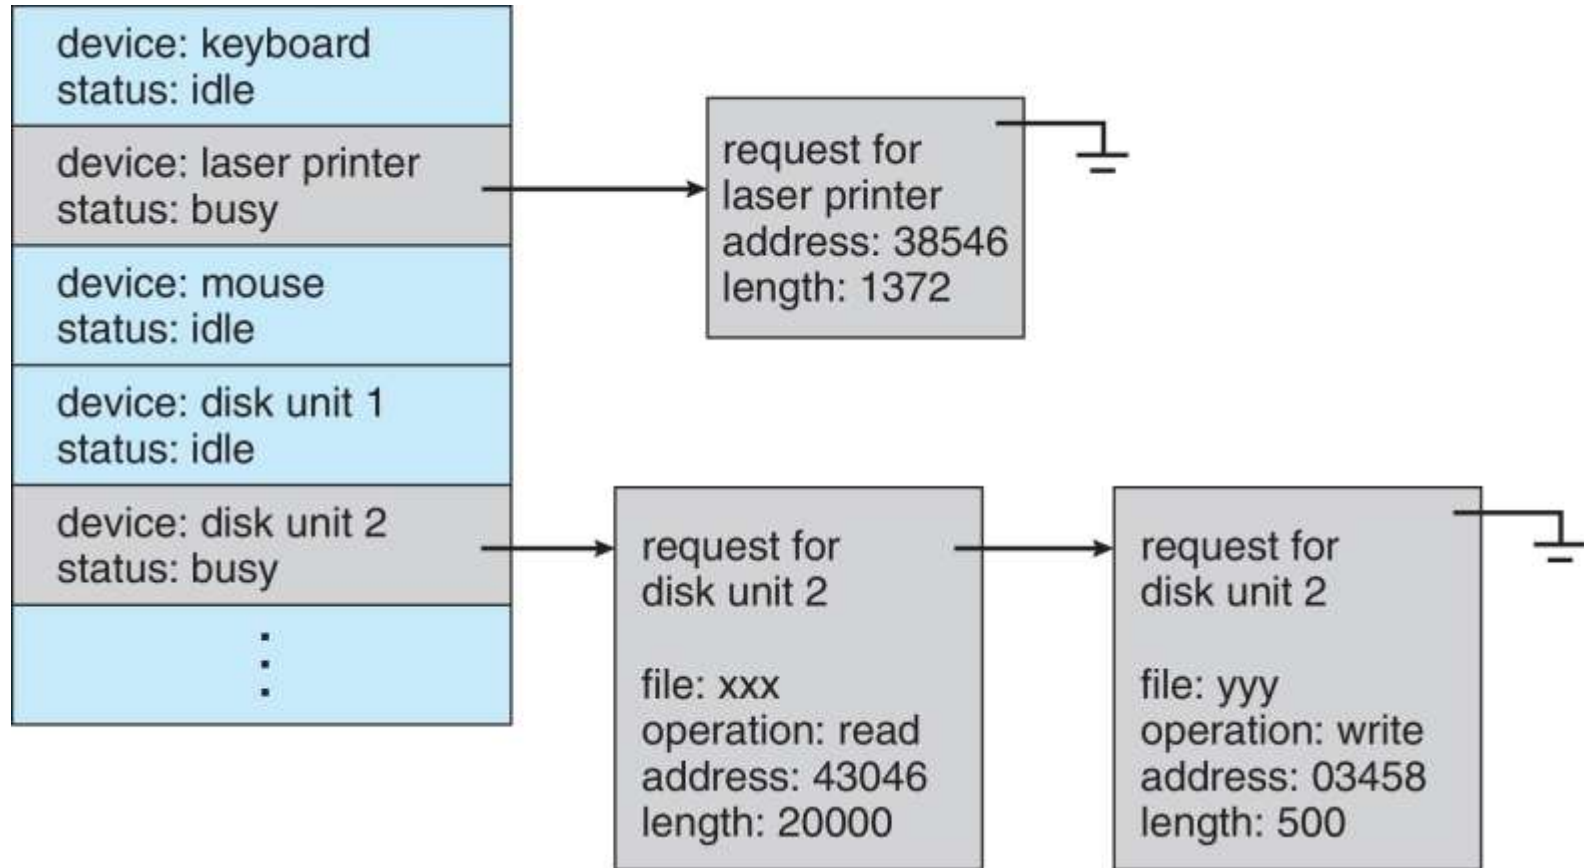 device: keyboard
status: idle
device: laser printer
status: busy
device: mouse
status: idle
device: disk unit 1
status: idle
device: disk unit 2
status: busy
request for
laser printer
address: 38546
length: 1372
request for
disk unit 2
file: xxx
operation: read
address: 43046
length: 20000
request for
disk unit 2
file: yyy
operation: write
address: 03458
length: 500